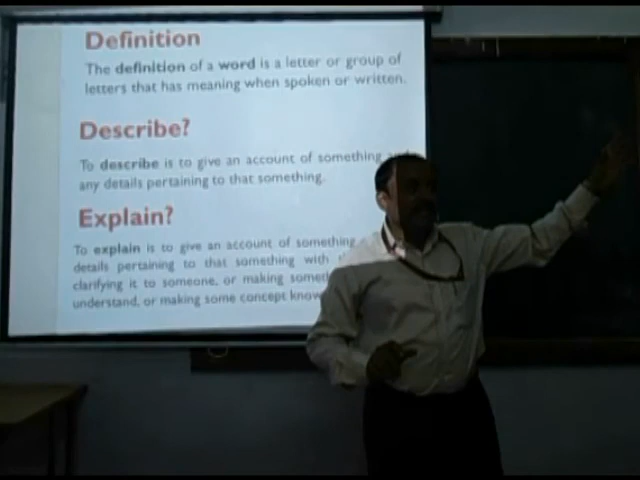 Definition
The definition of a word is a letter or group of
letters that has meaning when spoken or written.
Describe?
To describe is to give an account of something
any details pertaining to that something.
Explain?
To explain is to give an account of something
details pertaining to that something with
clarifying it to someone, or making
understand, or making some concept